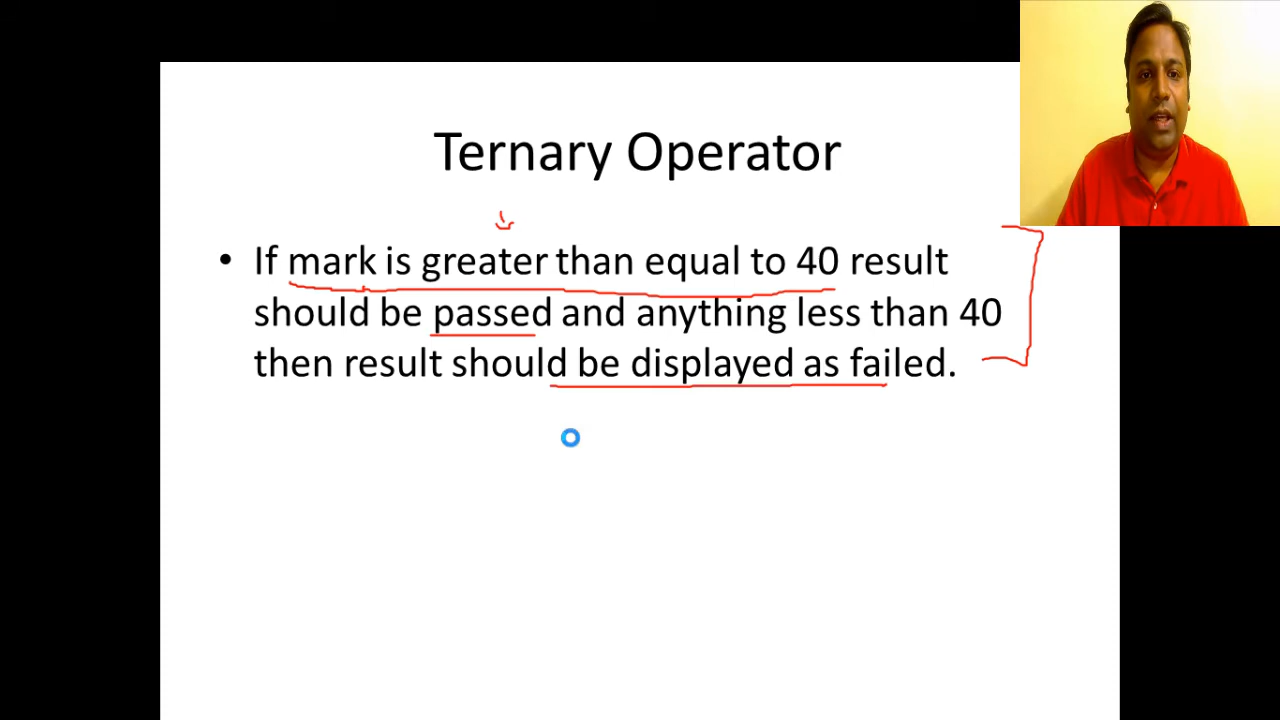 Ternary Operator
• If mark is greater than equal to 40 result
should be passed and anything less than 40
then result should be displayed as failed.